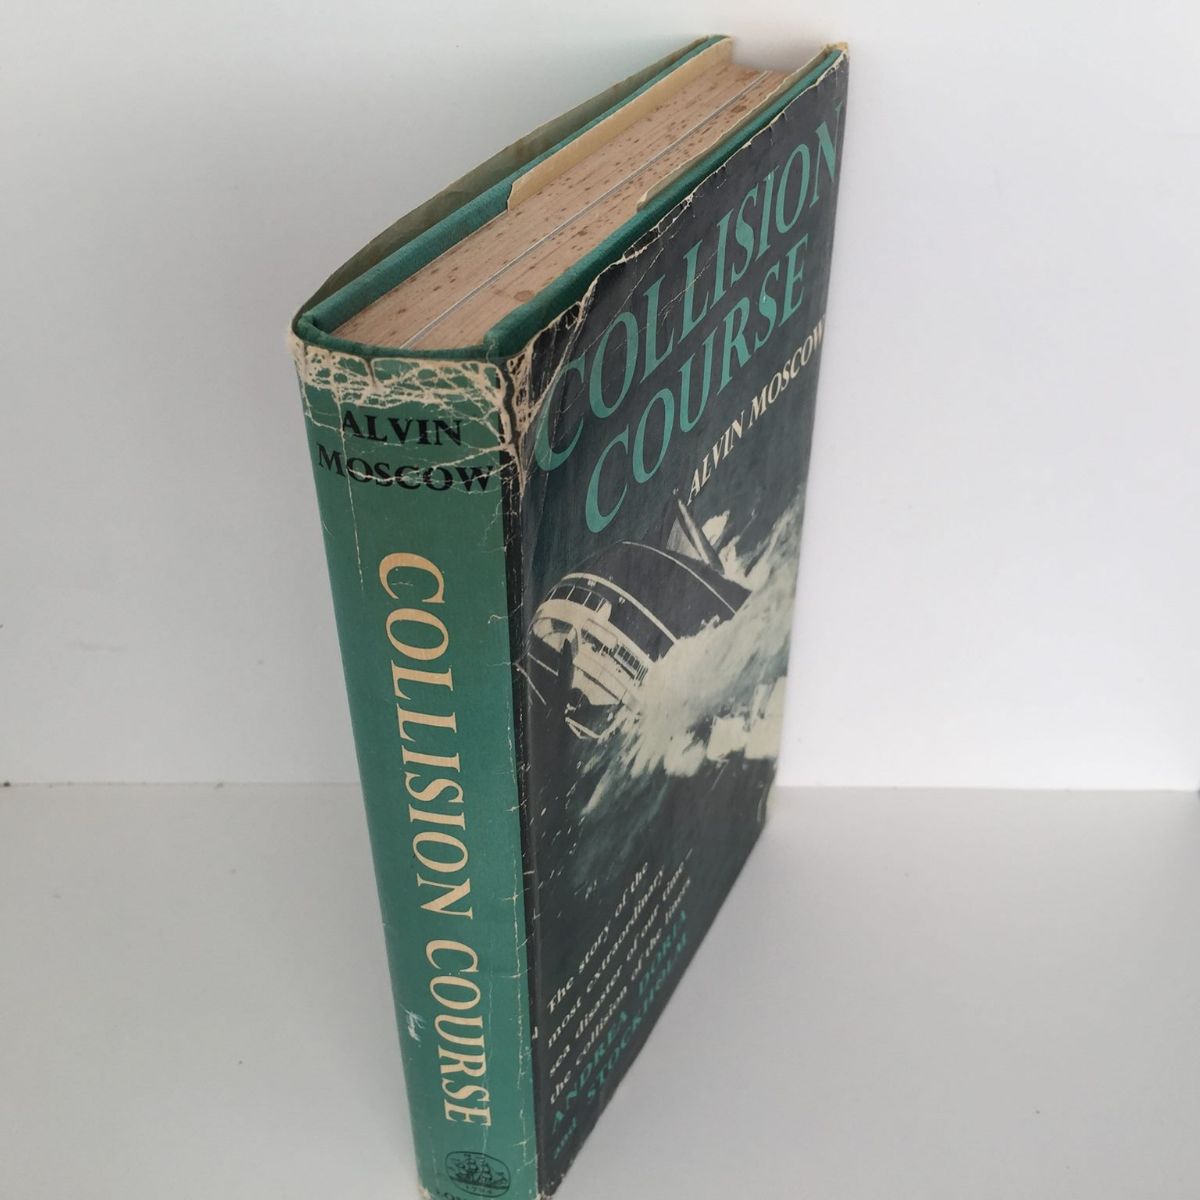 ALVIN
MOSCOW
COLLISION COURSE
1724
COLLISION
COURSE
ALVIN MOSCOW
The story of the
most extraordinary
sea disaster of our time
the collision of the liners
ANDREA DORIA
and STOCKHOLM